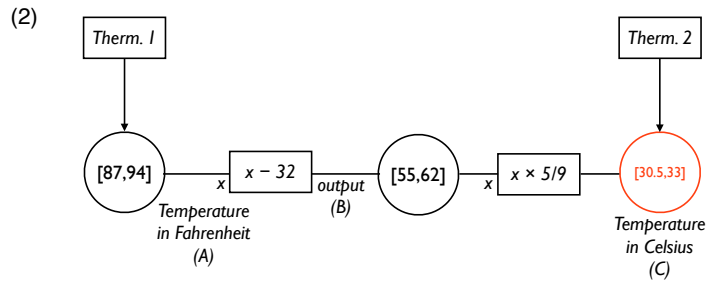 (2)
Therm. 1
Therm. 2
[87,94]
x
x − 32
output
(B)
[55,62]
x
x × 5/9
[30.5,33]
Temperature
in Fahrenheit
(A)
Temperature
in Celsius
(C)